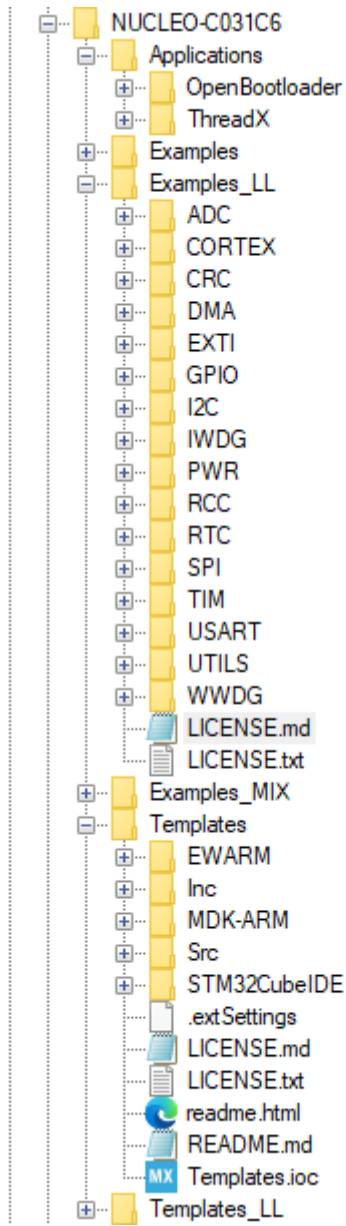 NUCLEO-C031C6
Applications
OpenBootloader
ThreadX
Examples
Examples_LL
ADC
CORTEX
CRC
DMA
EXTI
GPIO
I2C
IWDG
PWR
RCC
RTC
SPI
TIM
USART
UTILS
WWDG
LICENSE.md
LICENSE.txt
Examples_MIX
Templates
EWARM
Inc
MDK-ARM
Src
STM32CubeIDE
.extSettings
LICENSE.md
LICENSE.txt
readme.html
README.md
MX Templates.ioc
Templates_LL